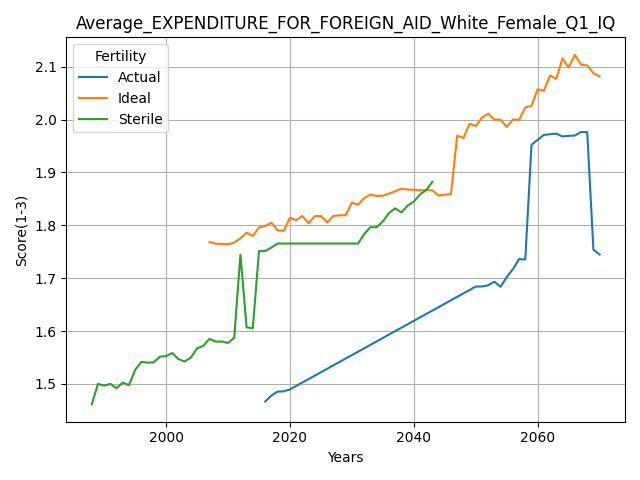 Average_EXPENDITURE_FOR_FOREIGN_AID_White_Female_Q1_IQ
Fertility
Actual
Ideal
Sterile
Score(1-3)
2.1
2.0
1.9
1.8
1.7
1.6
1.5
2000
2020
2040
2060
Years